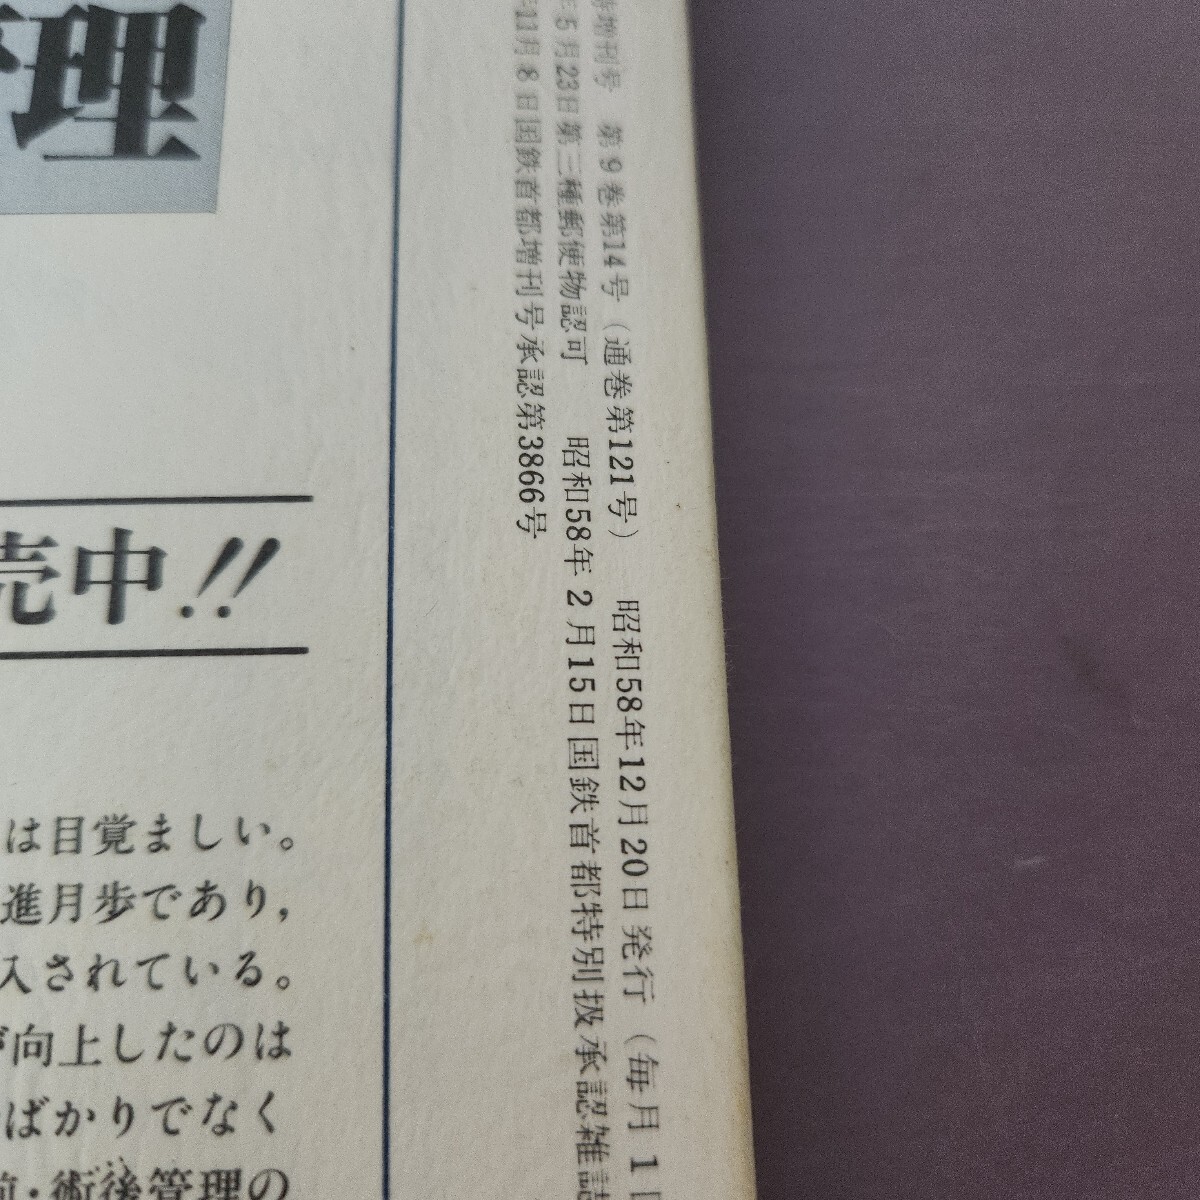 時増刊号 第9巻第14号(通巻第121号) 昭和58年12月20日発行(毎月1
年5月23日第三種郵便物認可 昭和58年2月15日国鉄首都特別扱承認雑誌
年11月8日国鉄首都増刊号承認第3866号
理
売中!!
は目覚ましい。
進月歩であり,
入されている。
が向上したのは
ばかりでなく
前・術後管理の